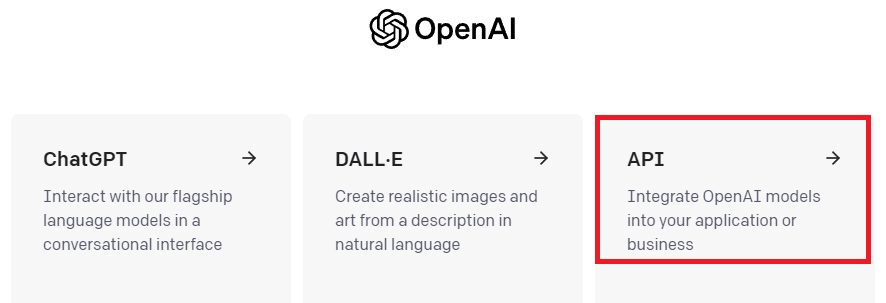 OpenAI
ChatGPT →
Interact with our flagship
language models in a
conversational interface
DALL·E →
Create realistic images and
art from a description in
natural language
API →
Integrate OpenAI models
into your application or
business